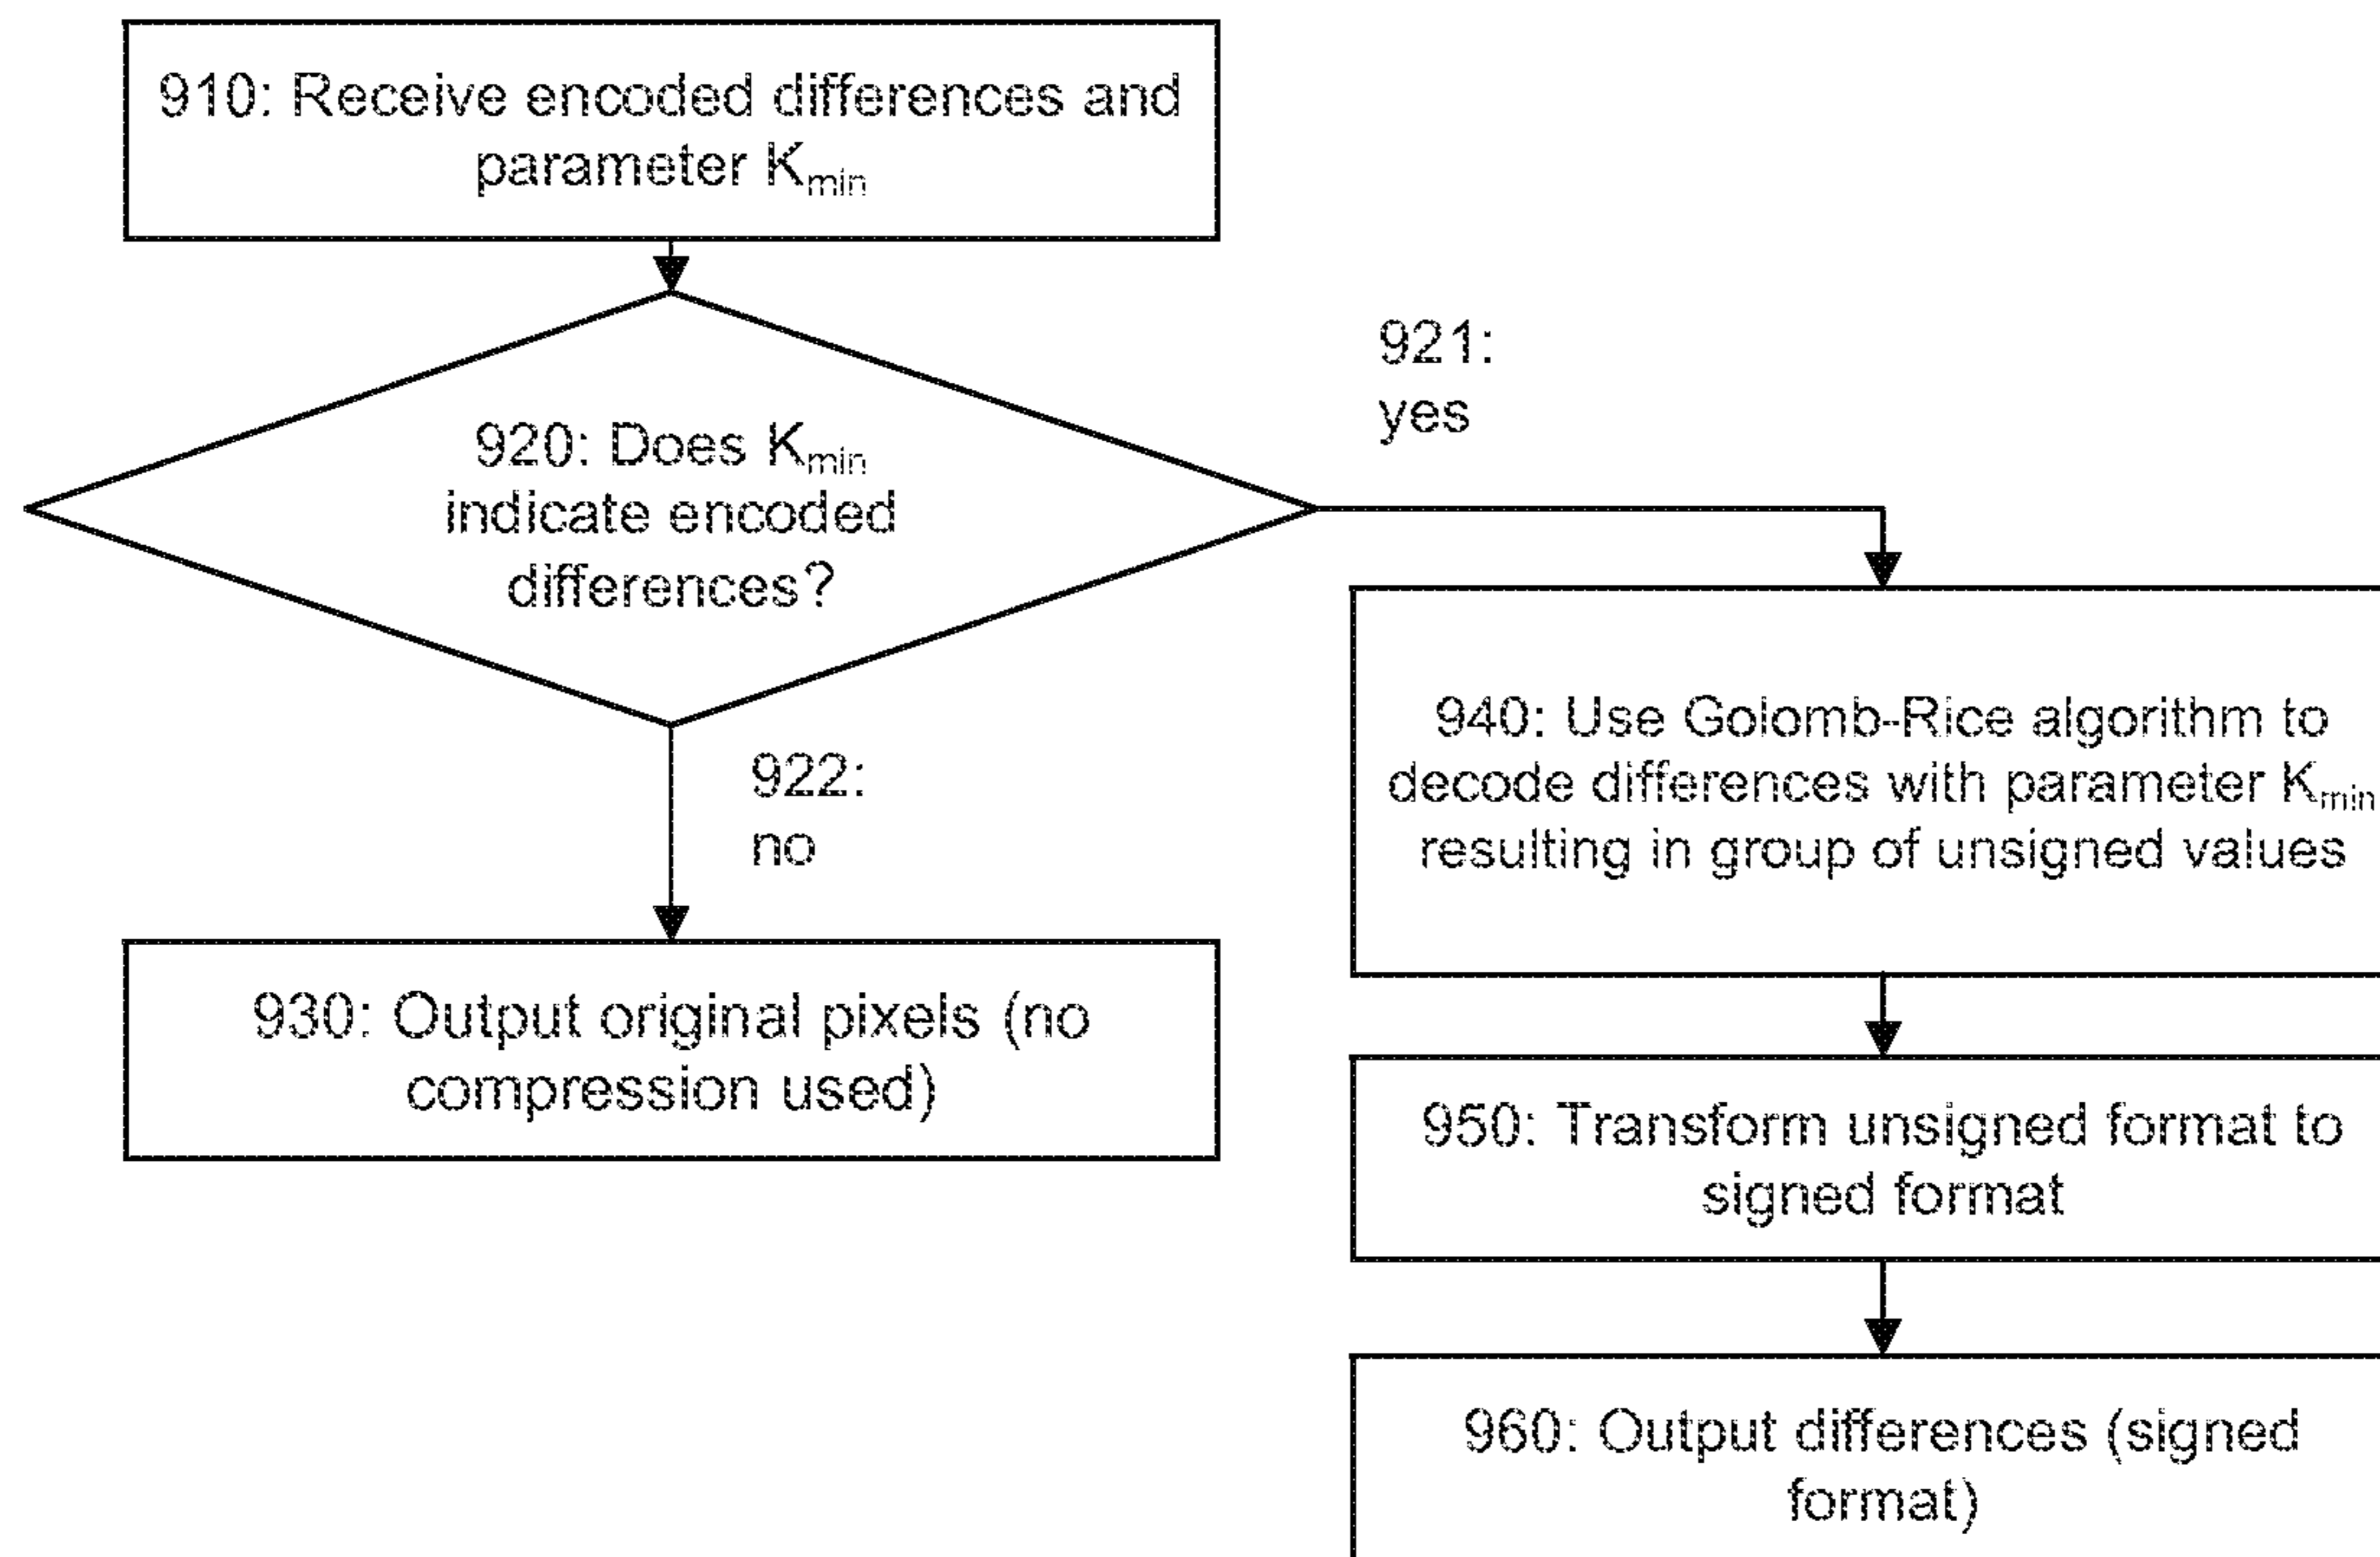 910: Receive encoded differences and
parameter Kmin
920: Does Kmin
indicate encoded
differences?
921:
yes
922:
no
930: Output original pixels (no
compression used)
940: Use Golomb-Rice algorithm to
decode differences with parameter Kmin
resulting in group of unsigned values
950: Transform unsigned format to
signed format
960: Output differences (signed
format)